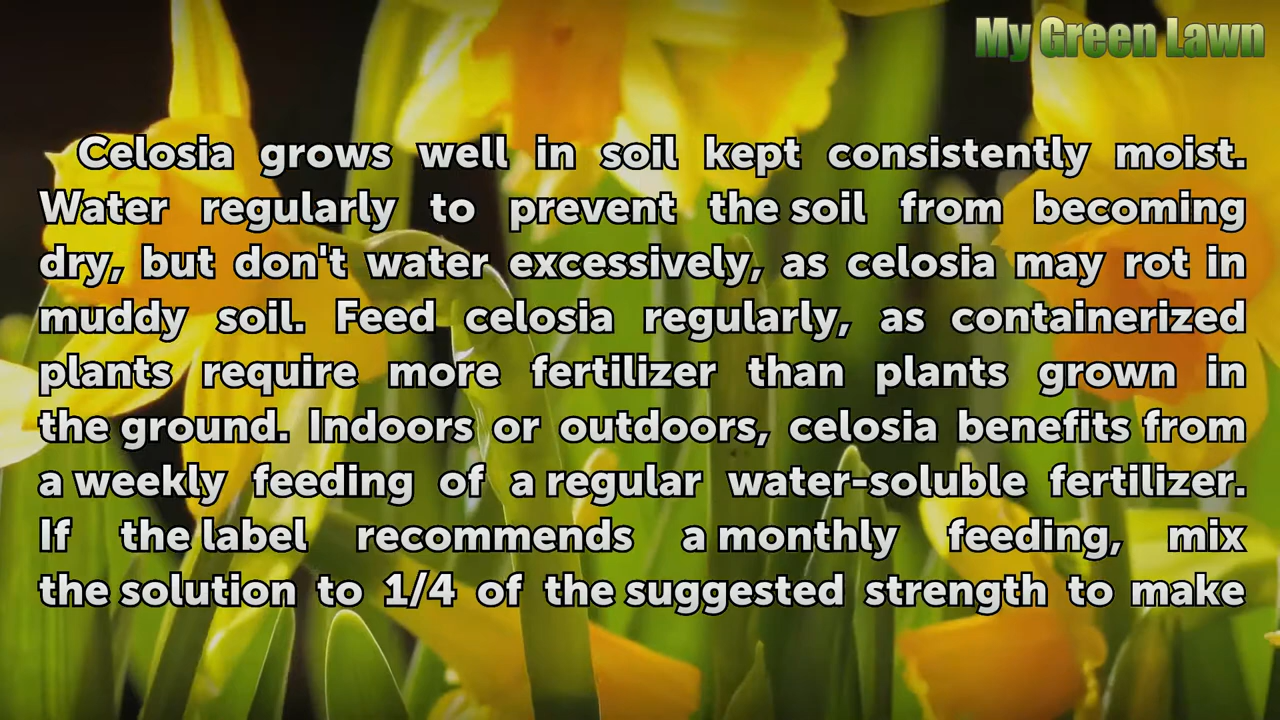 My Green Lawn
Celosia grows well in soil kept consistently moist.
Water regularly to prevent the soil from becoming
dry, but don't water excessively, as celosia may rot in
muddy soil. Feed celosia regularly, as containerized
plants require more fertilizer than plants grown in
the ground. Indoors or outdoors, celosia benefits from
a weekly feeding of a regular water-soluble fertilizer.
If the label recommends a monthly feeding, mix
the solution to 1/4 of the suggested strength to make